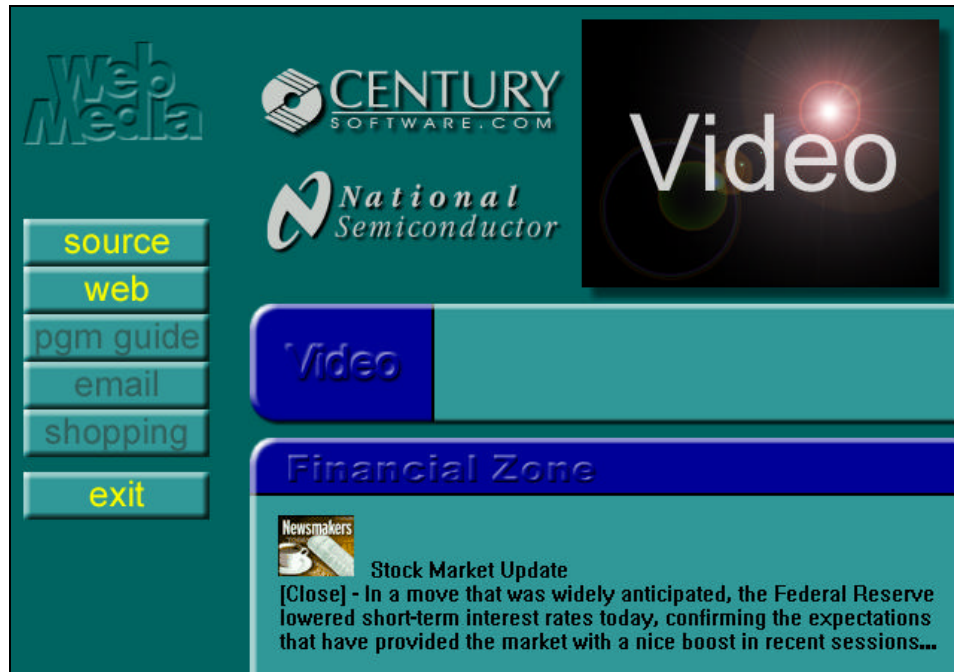 Web
Media
CENTURY
SOFTWARE.COM
National
Semiconductor
Video
source
web
pgm guide
email
shopping
exit
Video
Financial Zone
Newsmakers
Stock Market Update
[Close] - In a move that was widely anticipated, the Federal Reserve
lowered short-term interest rates today, confirming the expectations
that have provided the market with a nice boost in recent sessions...